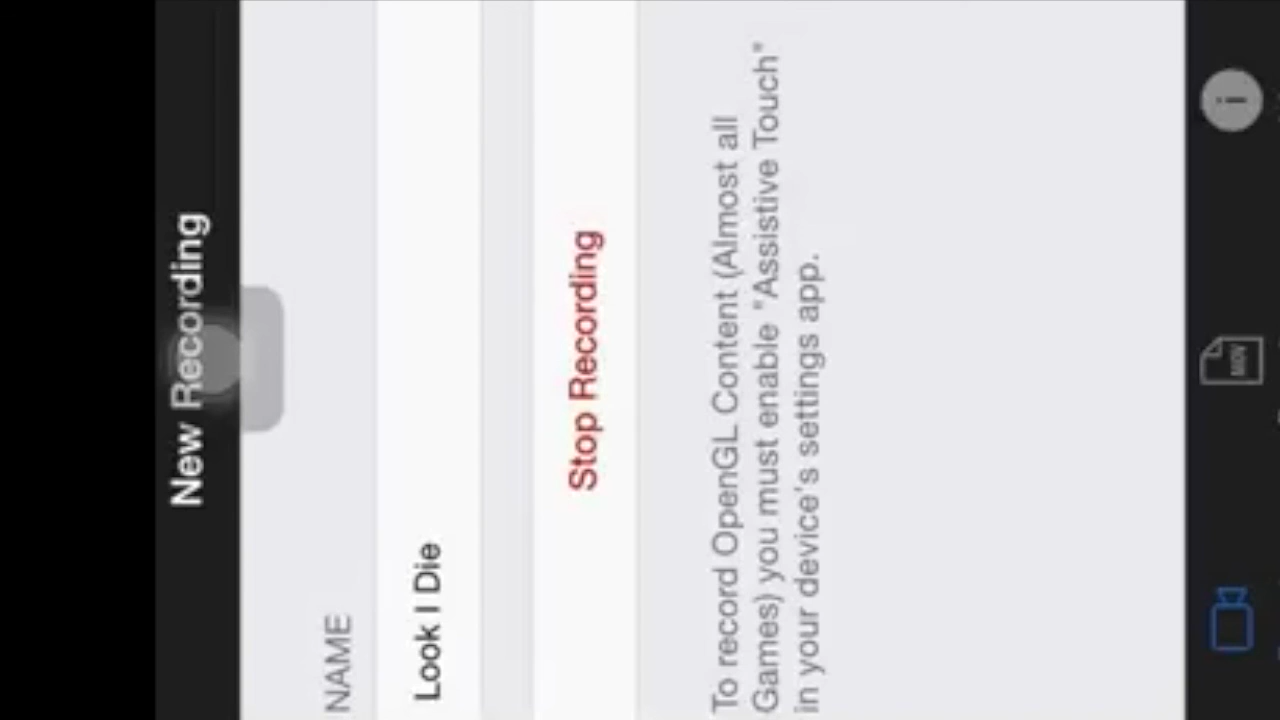 New Recording
NAME
Look I Die
Stop Recording
To record OpenGL Content (Almost all
Games) you must enable "Assistive Touch"
in your device's settings app.
MOV
i